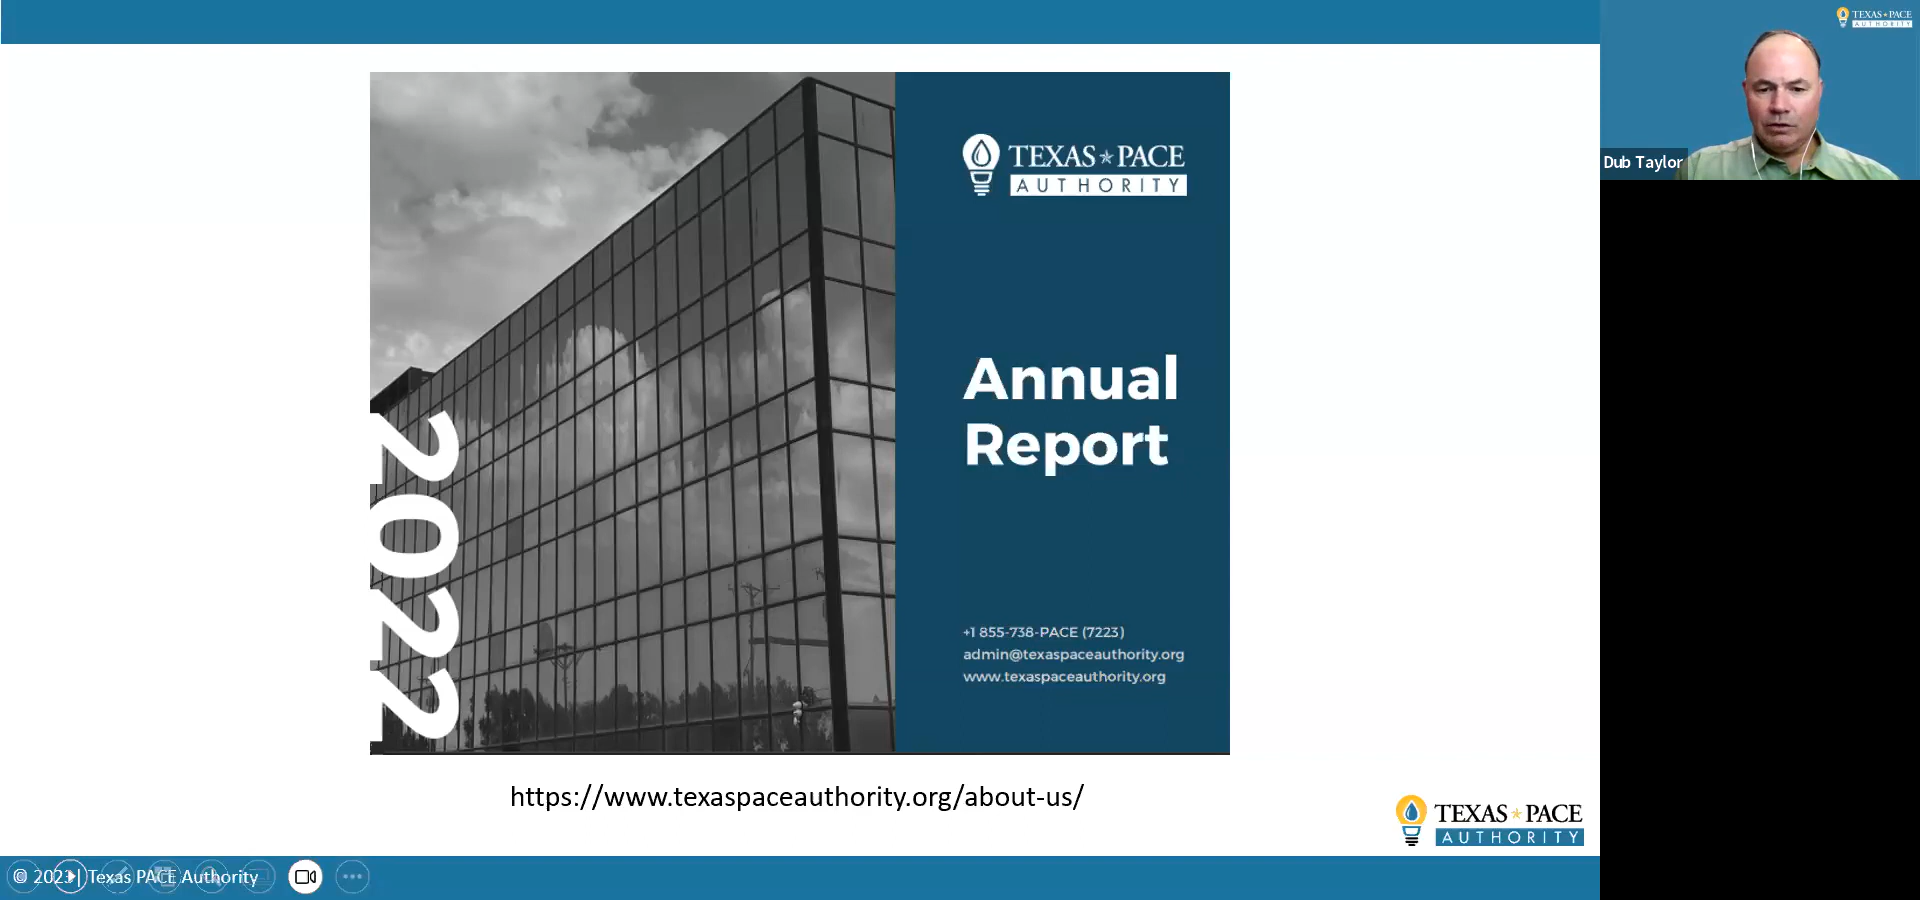 TEXAS★PACE
AUTHORITY
Annual
Report
2022
+1 855-738-PACE (7223)
admin@texaspaceauthority.org
www.texaspaceauthority.org
https://www.texaspaceauthority.org/about-us/
TEXAS★PACE
AUTHORITY
© 2023 | Texas PACE Authority
TEXAS★PACE
AUTHORITY
Dub Taylor